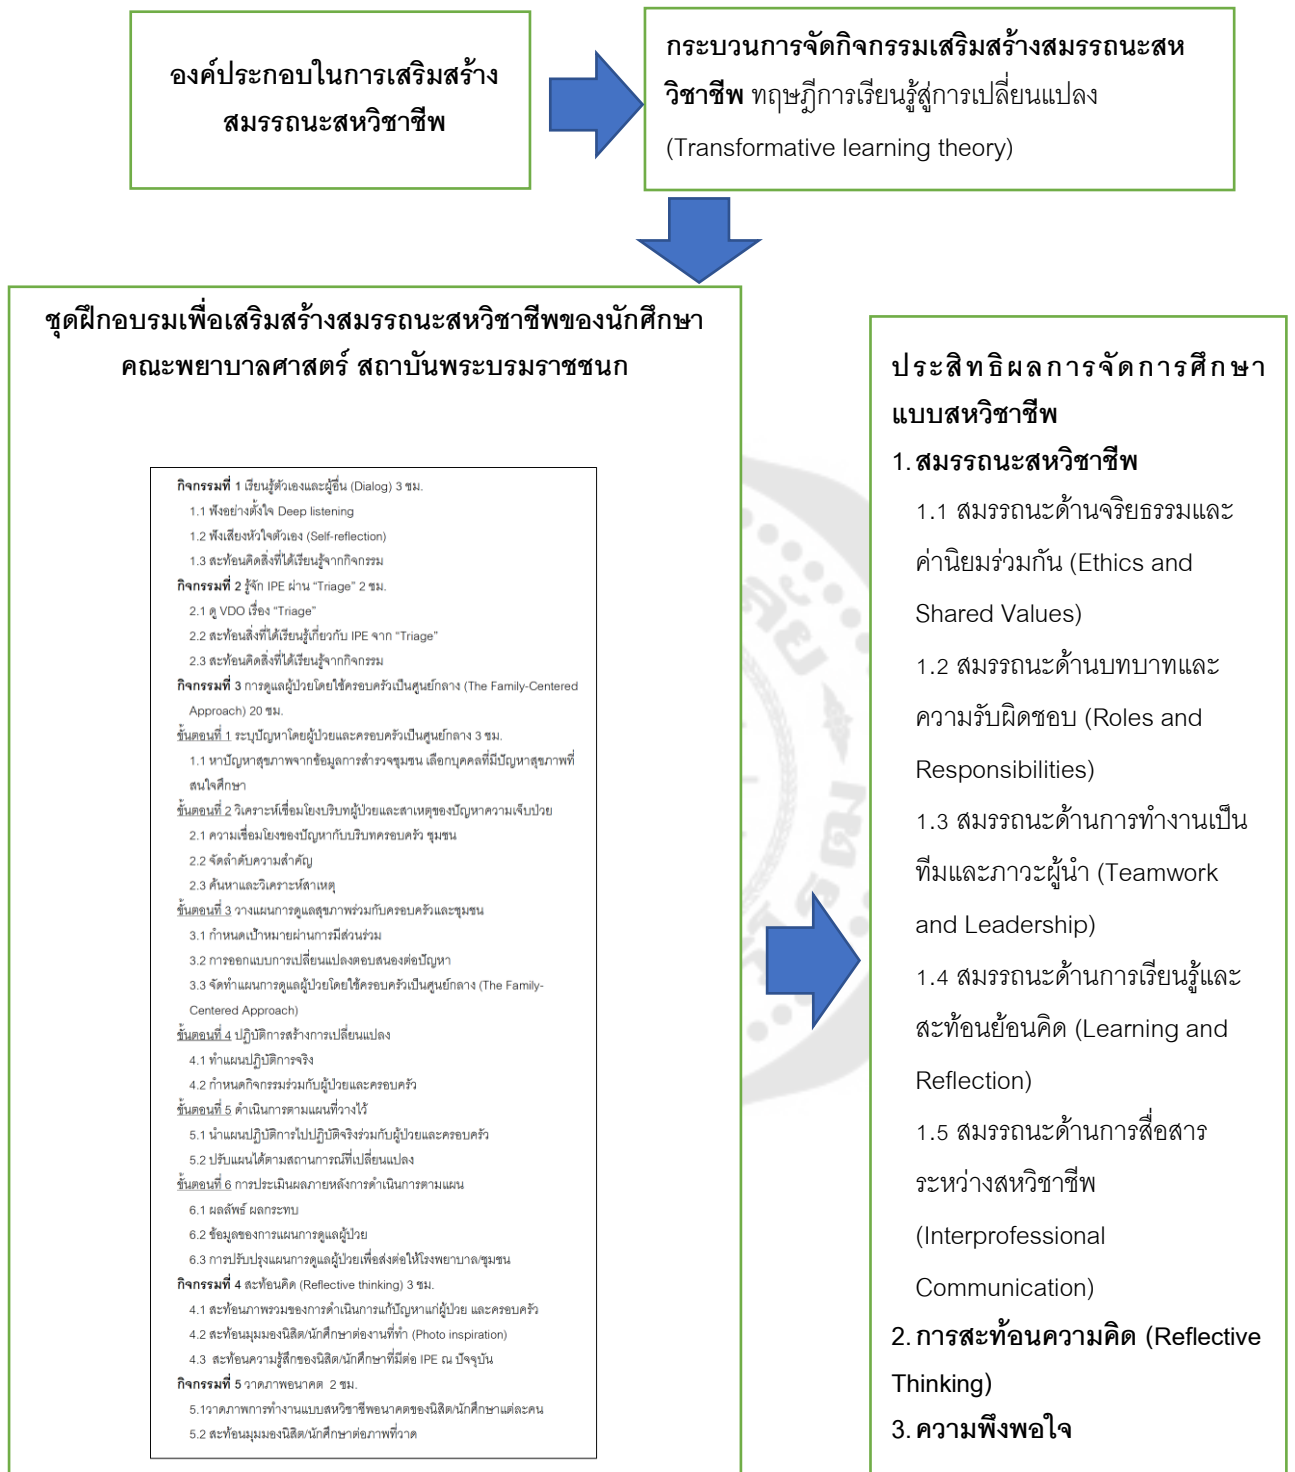 องค์ประกอบในการเสริมสร้าง
สมรรถนะสหวิชาชีพ
กระบวนการจัดกิจกรรมเสริมสร้างสมรรถนะสห
วิชาชีพ ทฤษฎีการเรียนรู้สู่การเปลี่ยนแปลง
(Transformative learning theory)
ชุดฝึกอบรมเพื่อเสริมสร้างสมรรถนะสหวิชาชีพของนักศึกษา
คณะพยาบาลศาสตร์ สถาบันพระบรมราชชนก
กิจกรรมที่ 1 เรียนรู้ตัวเองและผู้อื่น (Dialog) 3 ชม.
1.1 ฟังอย่างตั้งใจ Deep listening
1.2 ฟังเสียงหัวใจตัวเอง (Self-reflection)
1.3 สะท้อนคิดสิ่งที่ได้เรียนรู้จากกิจกรรม
กิจกรรมที่ 2 รู้จัก IPE ผ่าน “Triage” 2 ชม.
2.1 ดู VDO เรื่อง “Triage”
2.2 สะท้อนสิ่งที่ได้เรียนรู้เกี่ยวกับ IPE จาก “Triage”
2.3 สะท้อนคิดสิ่งที่ได้เรียนรู้จากกิจกรรม
กิจกรรมที่ 3 การดูแลผู้ป่วยโดยใช้ครอบครัวเป็นศูนย์กลาง (The Family-Centered
Approach) 20 ชม.
ขั้นตอนที่ 1 ระบุปัญหาโดยผู้ป่วยและครอบครัวเป็นศูนย์กลาง 3 ชม.
1.1 หาปัญหาสุขภาพจากข้อมูลการสำรวจชุมชน เลือกบุคคลที่มีปัญหาสุขภาพที่
สนใจศึกษา
ขั้นตอนที่ 2 วิเคราะห์เชื่อมโยงบริบทผู้ป่วยและสาเหตุของปัญหาความเจ็บป่วย
2.1 ความเชื่อมโยงของปัญหากับบริบทครอบครัว ชุมชน
2.2 จัดลำดับความสำคัญ
2.3 ค้นหาและวิเคราะห์สาเหตุ
ขั้นตอนที่ 3 วางแผนการดูแลสุขภาพร่วมกับครอบครัวและชุมชน
3.1 กำหนดเป้าหมายผ่านการมีส่วนร่วม
3.2 การออกแบบการเปลี่ยนแปลงตอบสนองต่อปัญหา
3.3 จัดทำแผนการดูแลผู้ป่วยโดยใช้ครอบครัวเป็นศูนย์กลาง (The Family-
Centered Approach)
ขั้นตอนที่ 4 ปฏิบัติการสร้างการเปลี่ยนแปลง
4.1 ทำแผนปฏิบัติการจริง
4.2 กำหนดกิจกรรมร่วมกับผู้ป่วยและครอบครัว
ขั้นตอนที่ 5 ดำเนินการตามแผนที่วางไว้
5.1 นำแผนปฏิบัติการไปปฏิบัติจริงร่วมกับผู้ป่วยและครอบครัว
5.2 ปรับแผนได้ตามสถานการณ์ที่เปลี่ยนแปลง
ขั้นตอนที่ 6 การประเมินผลภายหลังการดำเนินการตามแผน
6.1 ผลลัพธ์ ผลกระทบ
6.2 ข้อมูลของการแผนการดูแลผู้ป่วย
6.3 การปรับปรุงแผนการดูแลผู้ป่วยเพื่อส่งต่อให้โรงพยาบาล/ชุมชน
กิจกรรมที่ 4 สะท้อนคิด (Reflective thinking) 3 ชม.
4.1 สะท้อนภาพรวมของการดำเนินการแก้ปัญหาแก่ผู้ป่วย และครอบครัว
4.2 สะท้อนมุมมองนิสิต/นักศึกษาต่องานที่ทำ (Photo inspiration)
4.3 สะท้อนความรู้สึกของนิสิต/นักศึกษาที่มีต่อ IPE ณ ปัจจุบัน
กิจกรรมที่ 5 วาดภาพอนาคต 2 ชม.
5.1วาดภาพการทำงานแบบสหวิชาชีพอนาคตของนิสิต/นักศึกษาแต่ละคน
5.2 สะท้อนมุมมองนิสิต/นักศึกษาต่อภาพที่วาด
ประสิทธิผลการจัดการศึกษา
แบบสหวิชาชีพ
1. สมรรถนะสหวิชาชีพ
1.1 สมรรถนะด้านจริยธรรมและ
ค่านิยมร่วมกัน (Ethics and
Shared Values)
1.2 สมรรถนะด้านบทบาทและ
ความรับผิดชอบ (Roles and
Responsibilities)
1.3 สมรรถนะด้านการทำงานเป็น
ทีมและภาวะผู้นำ (Teamwork
and Leadership)
1.4 สมรรถนะด้านการเรียนรู้และ
สะท้อนย้อนคิด (Learning and
Reflection)
1.5 สมรรถนะด้านการสื่อสาร
ระหว่างสหวิชาชีพ
(Interprofessional
Communication)
2. การสะท้อนความคิด (Reflective
Thinking)
3. ความพึงพอใจ